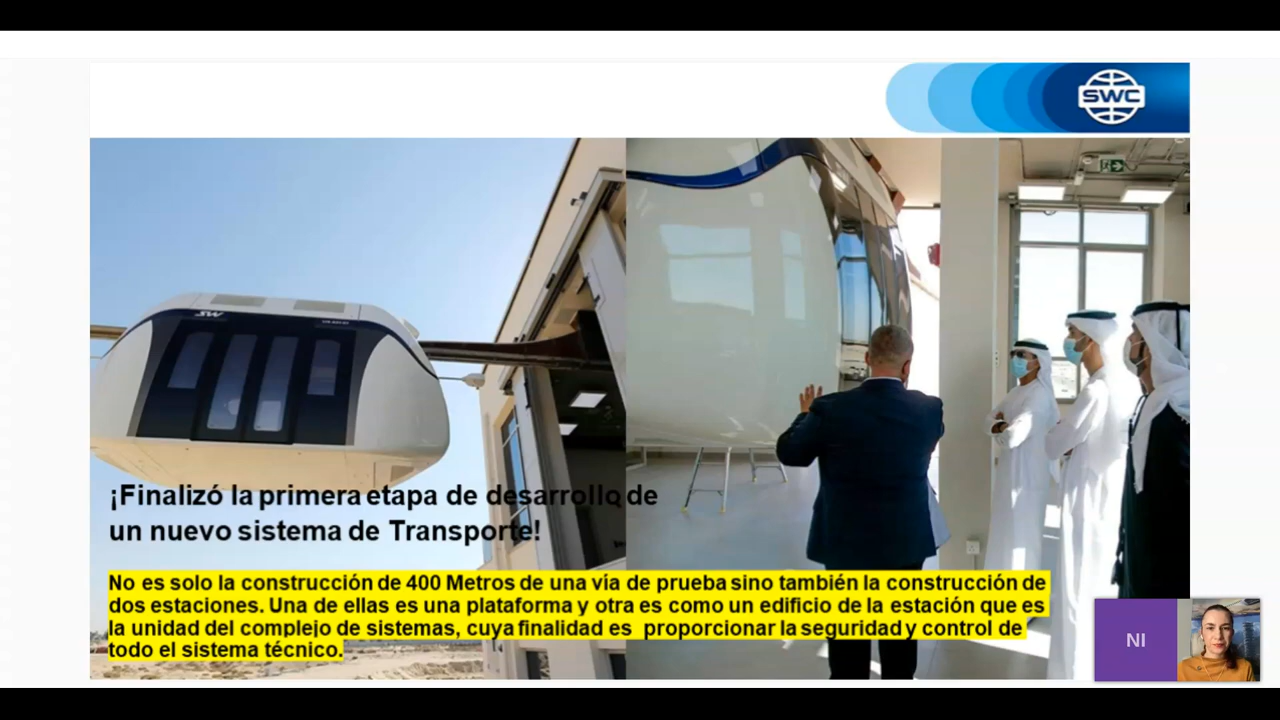 SWC
SW
¡Finalizó la primera etapa de desarrollo de
un nuevo sistema de Transporte!
No es solo la construcción de 400 Metros de una vía de prueba sino también la construcción de
dos estaciones. Una de ellas es una plataforma y otra es como un edificio de la estación que es
la unidad del complejo de sistemas, cuya finalidad es proporcionar la seguridad y control de
todo el sistema técnico.
NI